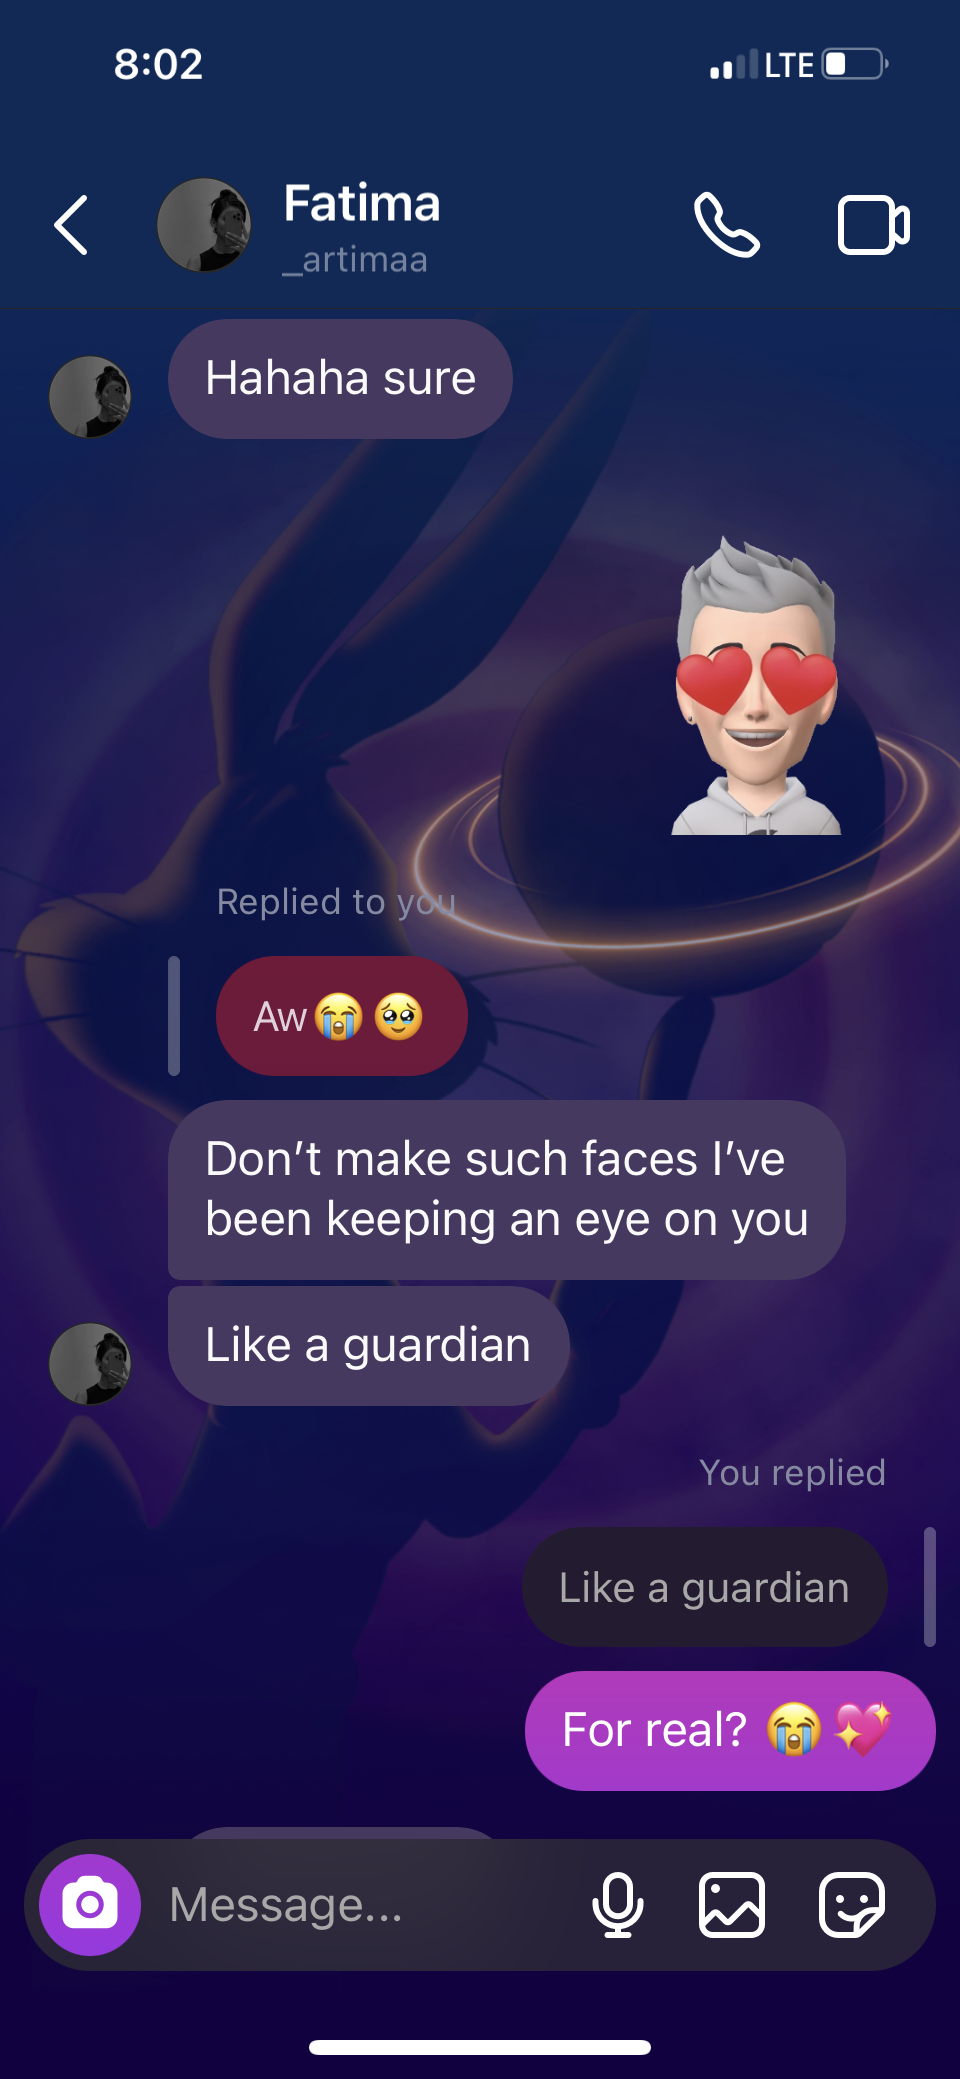 8:02
LTE
Fatima
_artimaa
Hahaha sure
Replied to you
Aw😭🥹
Don’t make such faces I’ve
been keeping an eye on you
Like a guardian
You replied
Like a guardian
For real? 😭💖
Message...